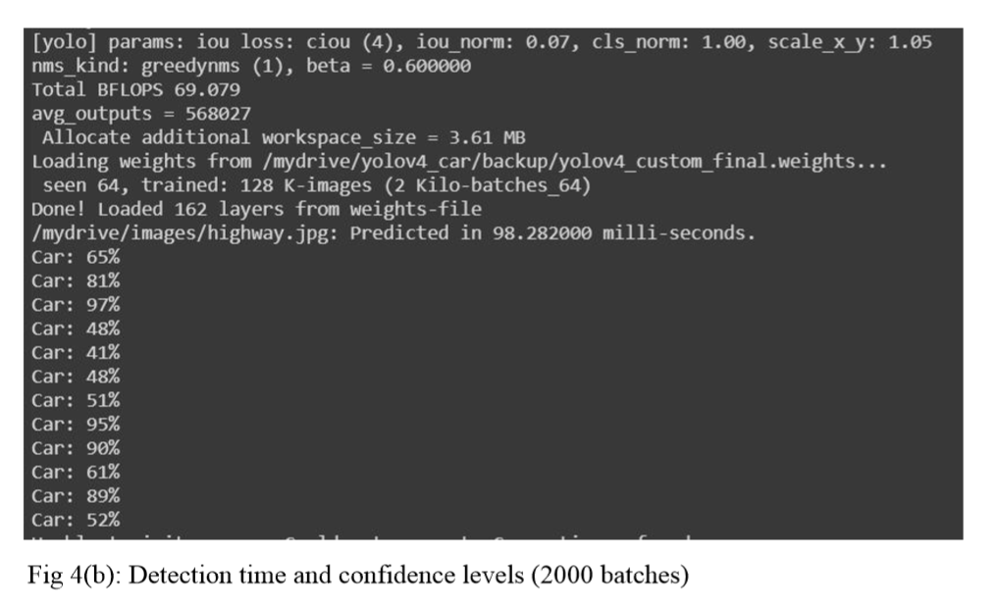 [yolo] params: iou loss: ciou (4), iou_norm: 0.07, cls_norm: 1.00, scale_x_y: 1.05
nms_kind: greedynms (1), beta = 0.600000
Total BFLOPS 69.079
avg_outputs = 568027
Allocate additional workspace_size = 3.61 MB
Loading weights from /mydrive/yolov4_car/backup/yolov4_custom_final.weights...
seen 64, trained: 128 K-images (2 Kilo-batches_64)
Done! Loaded 162 layers from weights-file
/mydrive/images/highway.jpg: Predicted in 98.282000 milli-seconds.
Car: 65%
Car: 81%
Car: 97%
Car: 48%
Car: 41%
Car: 48%
Car: 51%
Car: 95%
Car: 90%
Car: 61%
Car: 89%
Car: 52%
Fig 4(b): Detection time and confidence levels (2000 batches)